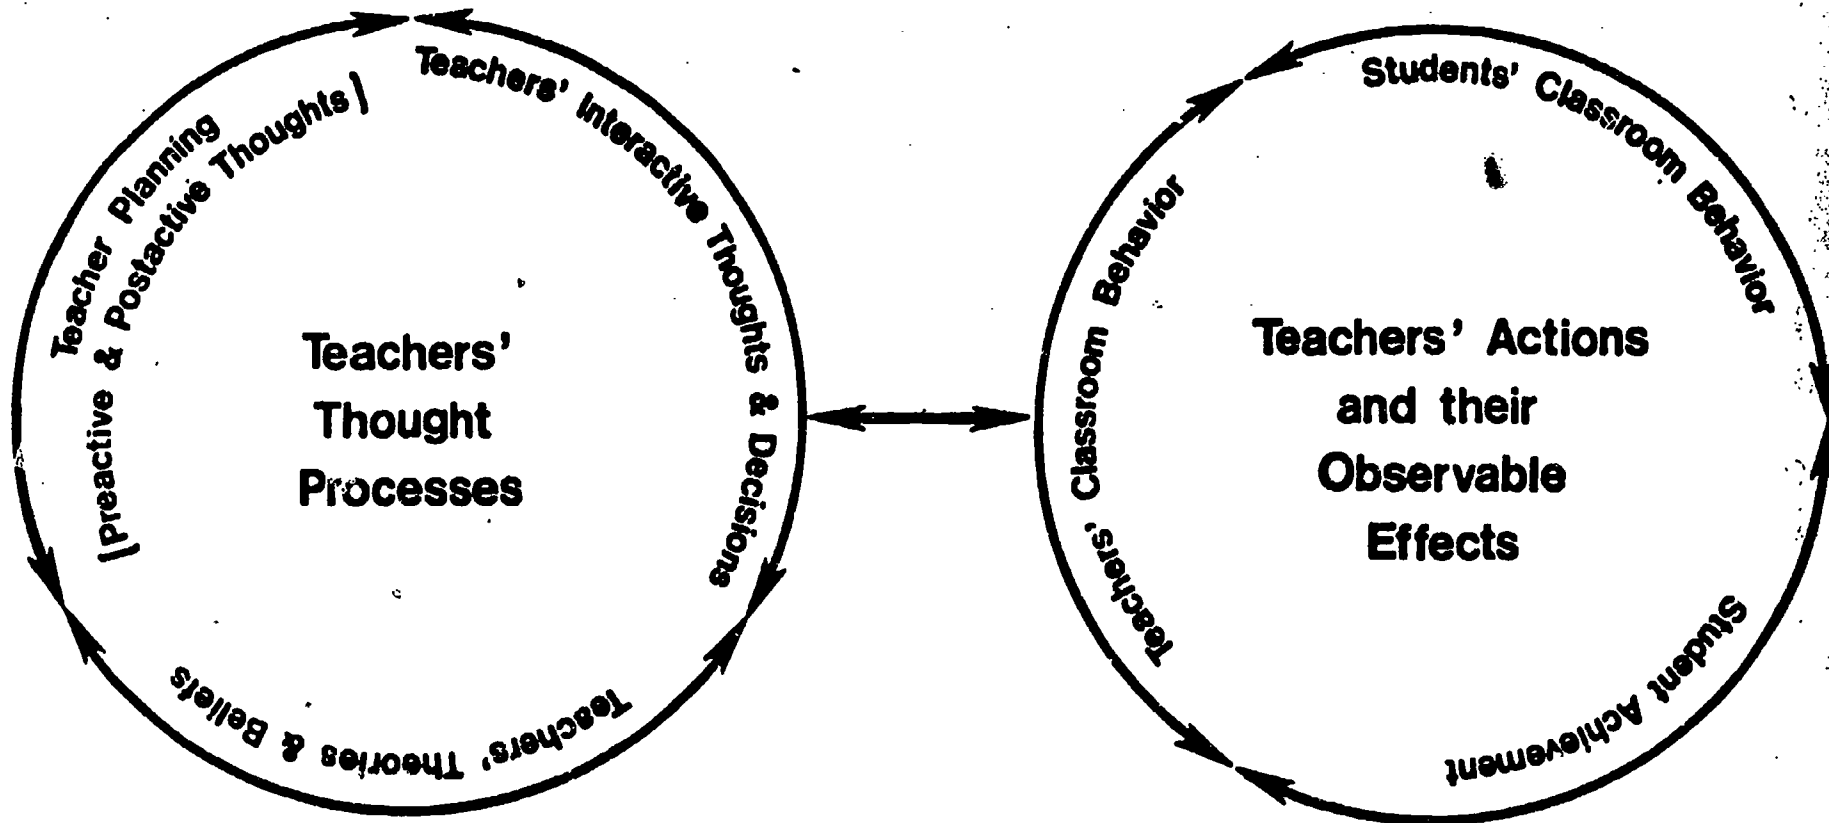 Teacher Planning
(Preactive & Postactive Thoughts)
Teachers' Interactive Thoughts & Decisions
Teachers' Theories & Beliefs
Teachers'
Thought
Processes
Teachers' Classroom Behavior
Students' Classroom Behavior
Student Achievement
Teachers' Actions
and their
Observable
Effects